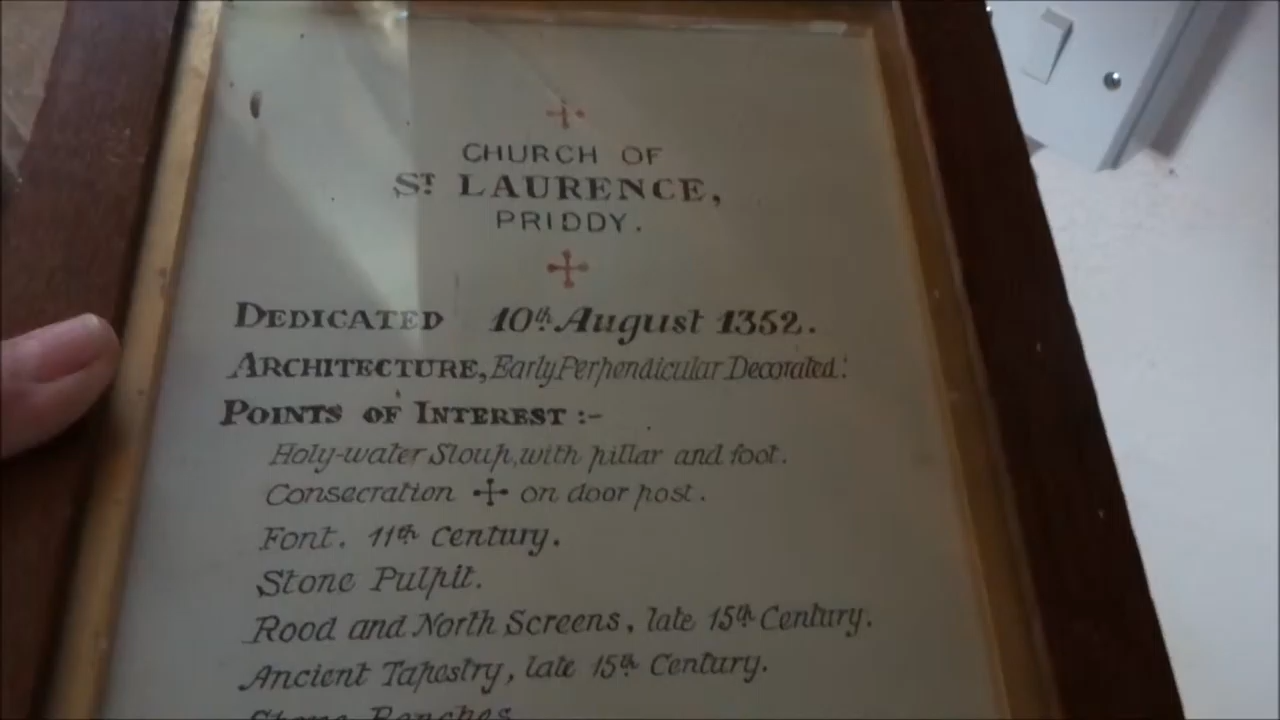 CHURCH OF
ST LAURENCE,
PRIDDY.
DEDICATED 10th August 1352.
ARCHITECTURE, Early Perpendicular Decorated.
POINTS OF INTEREST :-
Holy-water Stoup, with pillar and foot.
Consecration ✢ on door post.
Font. 11th Century.
Stone Pulpit.
Rood and North Screens, late 15th Century.
Ancient Tapestry, late 15th Century.
Stone Benches